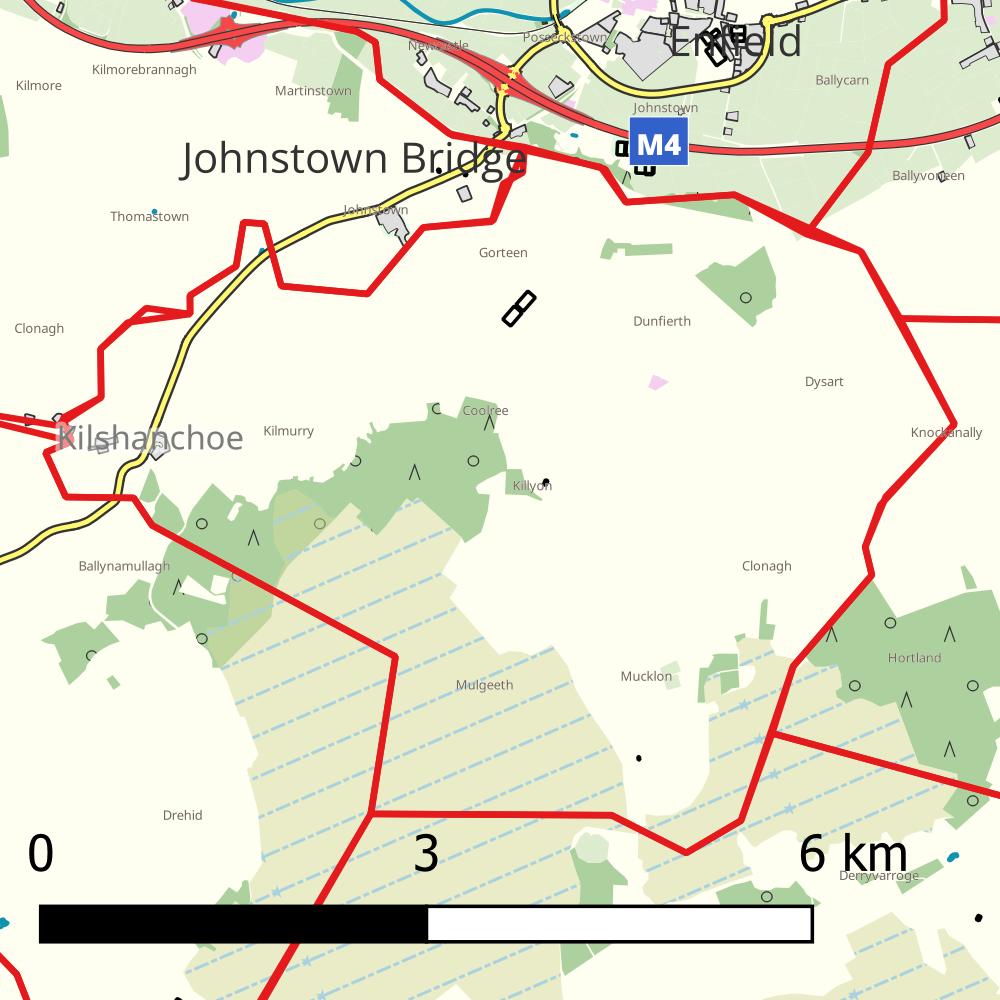 Newcastle
Posseckstown
Enfield
Kilmorebrannagh
Kilmore
Martinstown
Ballycarn
Johnstown
M4
Johnstown Bridge
Ballyvoneen
Thomastown
Johnstown
Gorteen
Clonagh
Dunfierth
Dysart
Coolree
Kilshanchoe
Kilmurry
Knockanally
Killyon
Ballynamullagh
Clonagh
Hortland
Mulgeeth
Mucklon
Drehid
0 3 6 km
Derryvarroge